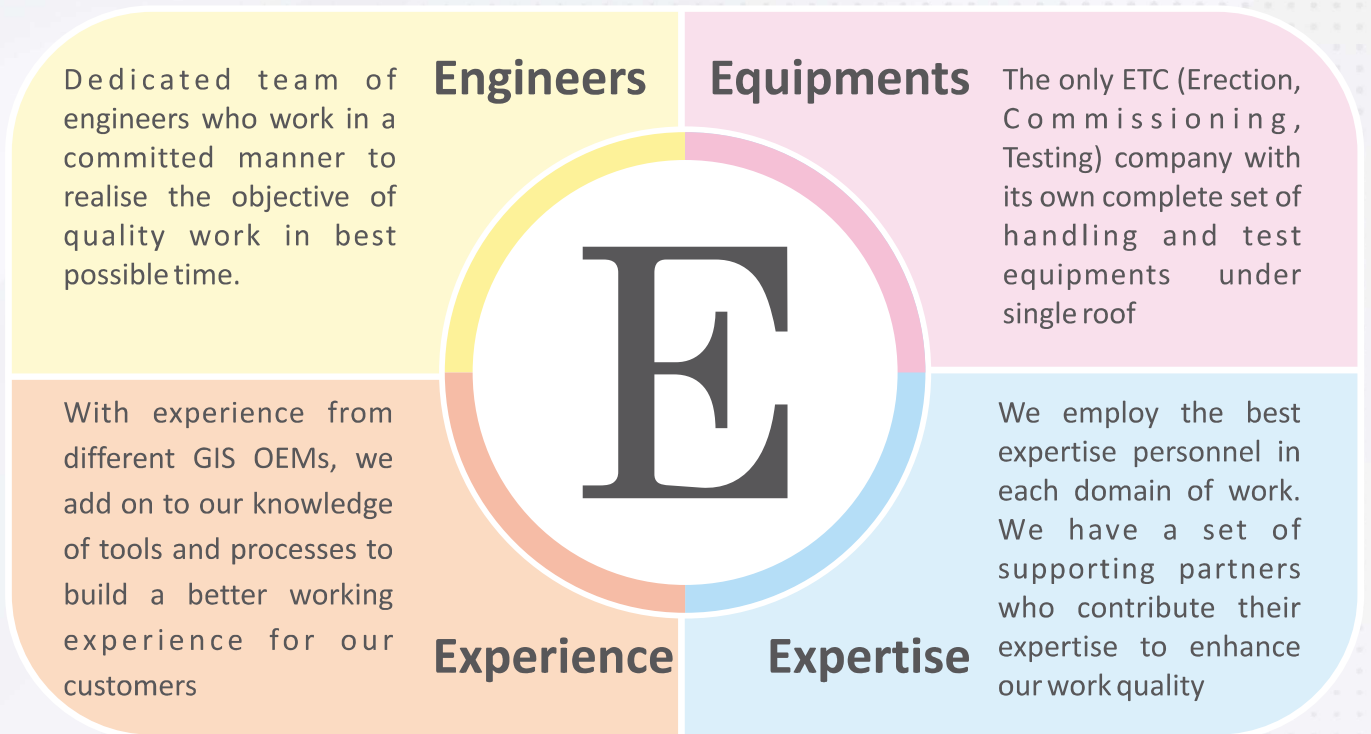 Engineers
Dedicated team of
engineers who work in a
committed manner to
realise the objective of
quality work in best
possible time.
Equipments
The only ETC (Erection,
Commissioning,
Testing) company with
its own complete set of
handling and test
equipments under
single roof
E
With experience from
different GIS OEMs, we
add on to our knowledge
of tools and processes to
build a better working
experience for our
customers
Experience
Expertise
We employ the best
expertise personnel in
each domain of work.
We have a set of
supporting partners
who contribute their
expertise to enhance
our work quality